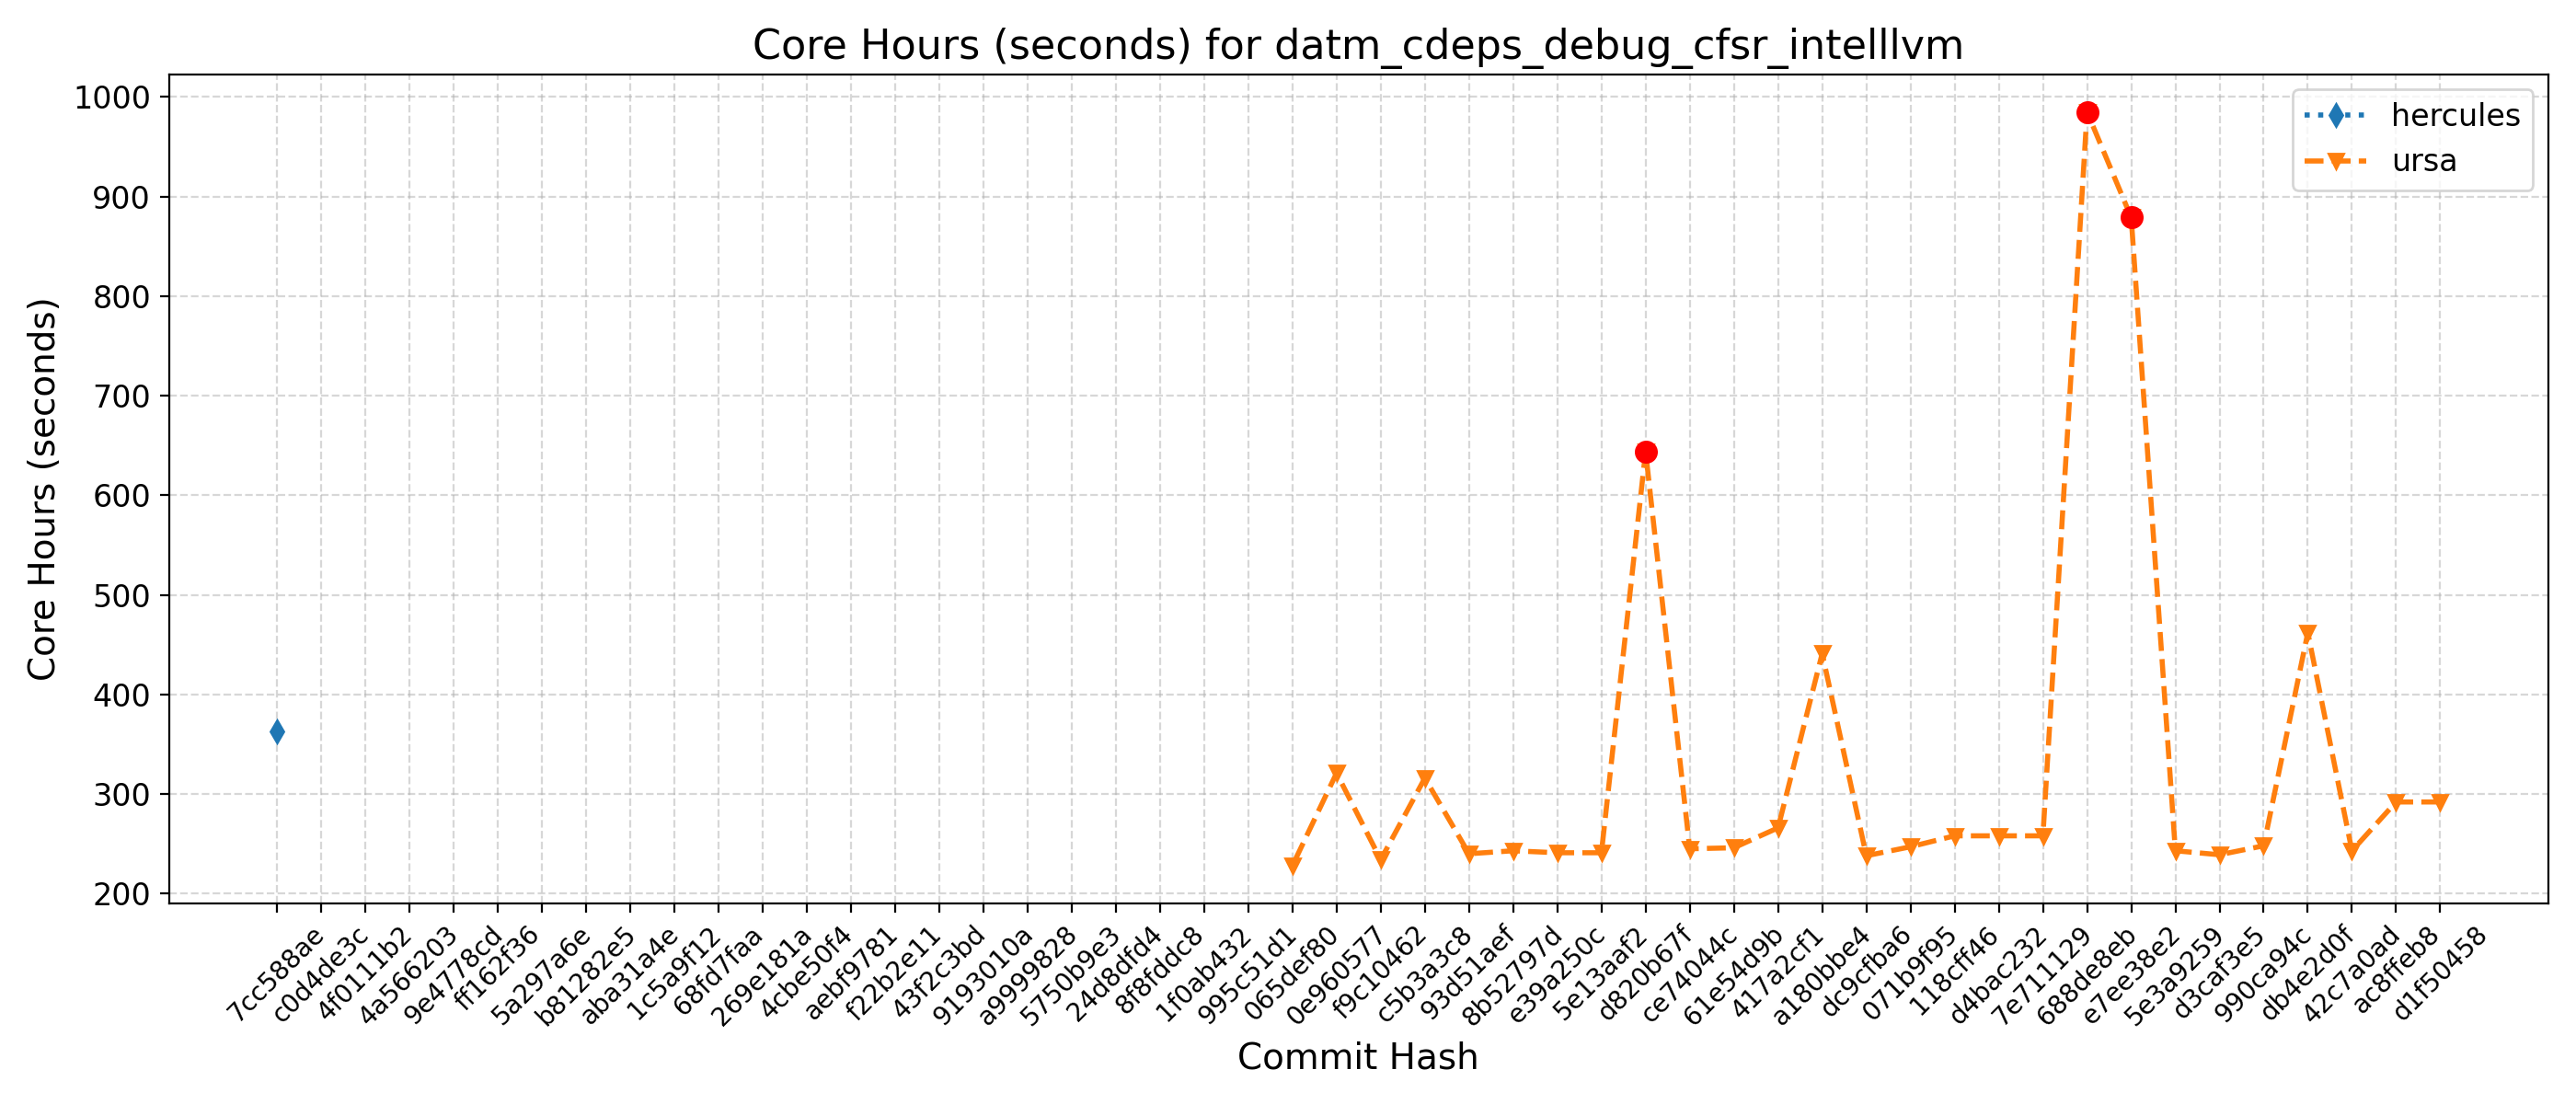 Core Hours (seconds) for datm_cdeps_debug_cfsr_intelllvm
Core Hours (seconds)
1000
900
800
700
600
500
400
300
200
hercules
ursa
7cc588ae
c0d4de3c
4f0111b2
4a566203
9e4778cd
ff162f36
5a297a6e
b81282e5
aba31a4e
1c5a9f12
68fd7faa
269e181a
4cbe50f4
aebf9781
f22b2e11
43f2c3bd
9193010a
a9999828
5750b9e3
24d8dfd4
8f8fddc8
1f0ab432
995c51d1
065def80
0e960577
f9c10462
c5b3a3c8
93d51aef
8b52797d
e39a250c
5e13aaf2
d820b67f
ce74044c
61e54d9b
417a2cf1
a180bbe4
dc9cfba6
071b9f95
118cff46
d4bac232
7e711129
688de8eb
e7ee38e2
5e3a9259
d3caf3e5
990ca94c
db4e2d0f
42c7a0ad
ac8ffeb8
d1f50458
Commit Hash